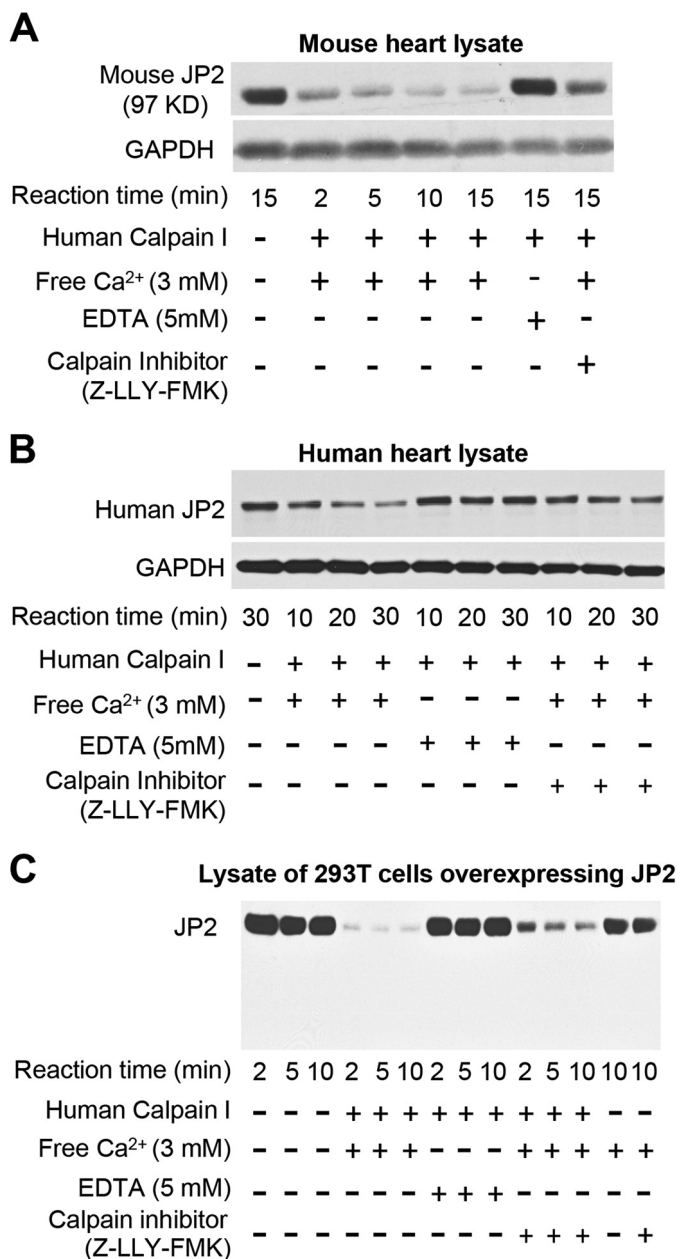 A
Mouse heart lysate
Mouse JP2
(97 KD)
GAPDH
Reaction time (min) 15 2 5 10 15 15 15
Human Calpain I - + + + + + +
Free Ca²⁺ (3 mM) - + + + + - +
EDTA (5mM) - - - - - + -
Calpain Inhibitor
(Z-LLY-FMK) - - - - - - +
B
Human heart lysate
Human JP2
GAPDH
Reaction time (min) 30 10 20 30 10 20 30 10 20 30
Human Calpain I - + + + + + + + + +
Free Ca²⁺ (3 mM) - + + + - - - + + +
EDTA (5mM) - - - - + + + - - -
Calpain Inhibitor
(Z-LLY-FMK) - - - - - - - + + +
C
Lysate of 293T cells overexpressing JP2
JP2
Reaction time (min) 2 5 10 2 5 10 2 5 10 2 5 10 10 10
Human Calpain I - - - + + + + + + + + + - -
Free Ca²⁺ (3 mM) - - - + + + - - - + + + + +
EDTA (5 mM) - - - - - - + + + - - - - -
Calpain inhibitor
(Z-LLY-FMK) - - - - - - - - - + + + - +